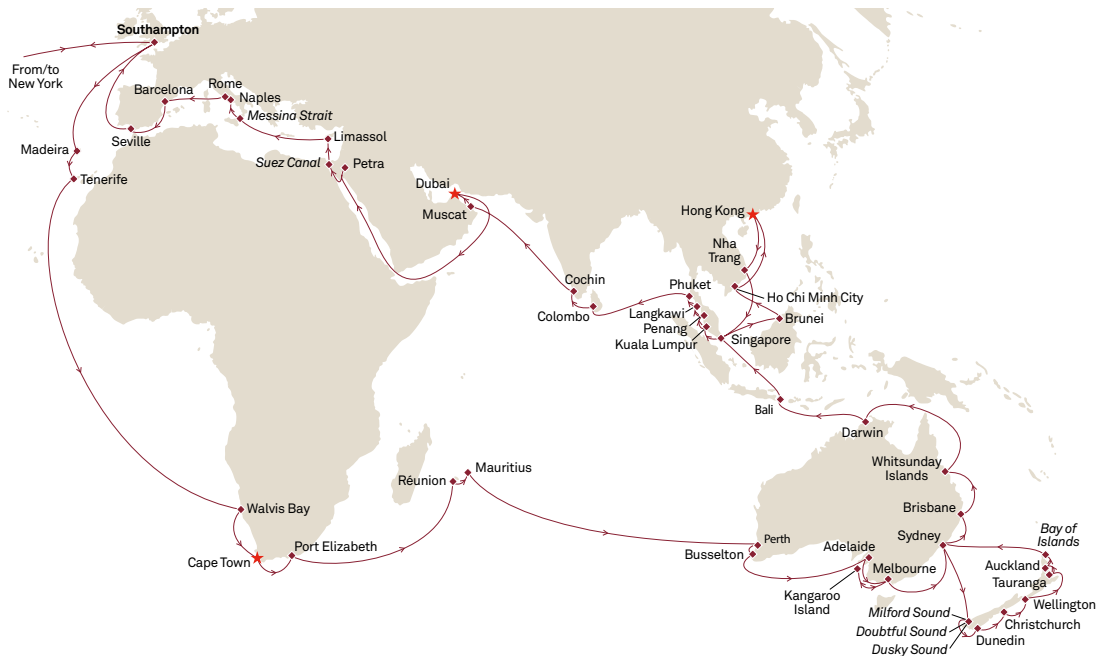 Southampton
From/to
New York
Barcelona
Rome
Naples
Messina Strait
Seville
Limassol
Madeira
Suez Canal
Petra
Tenerife
Dubai
Muscat
Hong Kong
Nha
Trang
Cochin
Phuket
Ho Chi Minh City
Colombo
Langkawi
Penang
Brunei
Kuala Lumpur
Singapore
Bali
Darwin
Whitsunday
Islands
Mauritius
Réunion
Walvis Bay
Brisbane
Port Elizabeth
Cape Town
Perth
Busselton
Adelaide
Sydney
Bay of
Islands
Melbourne
Auckland
Tauranga
Kangaroo
Island
Wellington
Milford Sound
Christchurch
Doubtful Sound
Dunedin
Dusky Sound